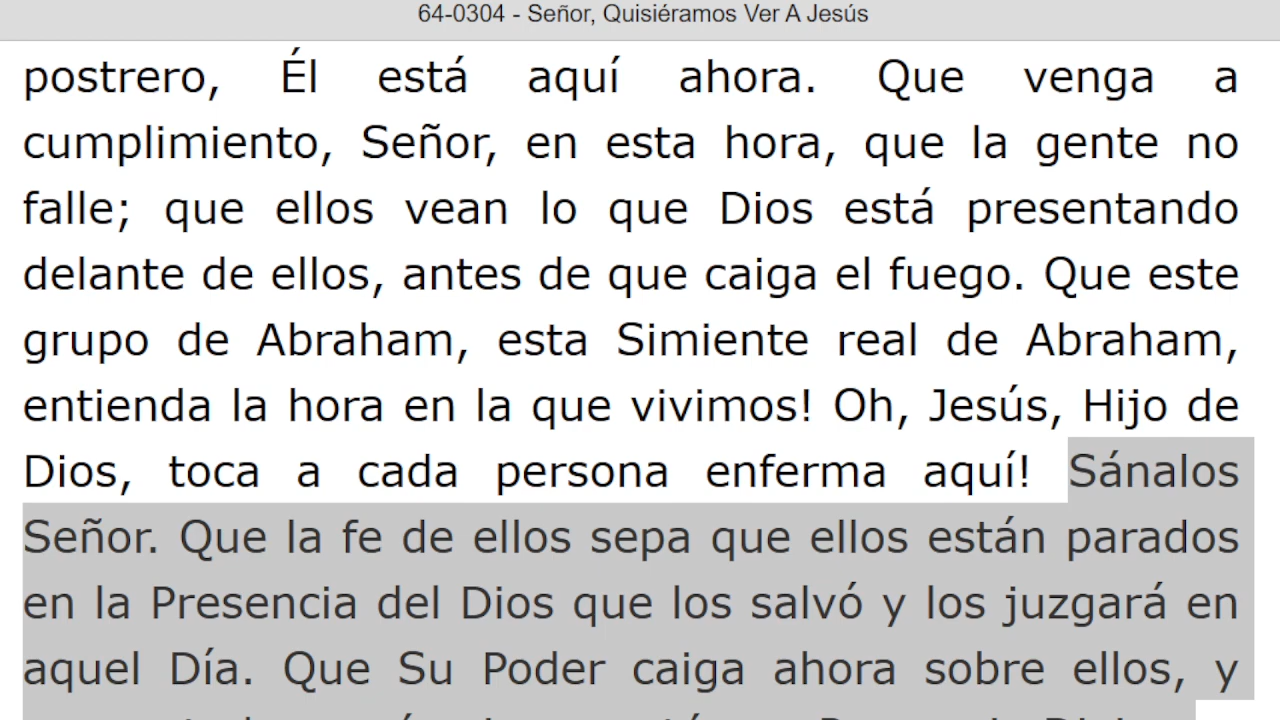 64-0304 - Señor, Quisiéramos Ver A Jesús
postrero, Él está aquí ahora. Que venga a
cumplimiento, Señor, en esta hora, que la gente no
falle; que ellos vean lo que Dios está presentando
delante de ellos, antes de que caiga el fuego. Que este
grupo de Abraham, esta Simiente real de Abraham,
entienda la hora en la que vivimos! Oh, Jesús, Hijo de
Dios, toca a cada persona enferma aquí! Sánalos
Señor. Que la fe de ellos sepa que ellos están parados
en la Presencia del Dios que los salvó y los juzgará en
aquel Día. Que Su Poder caiga ahora sobre ellos, y